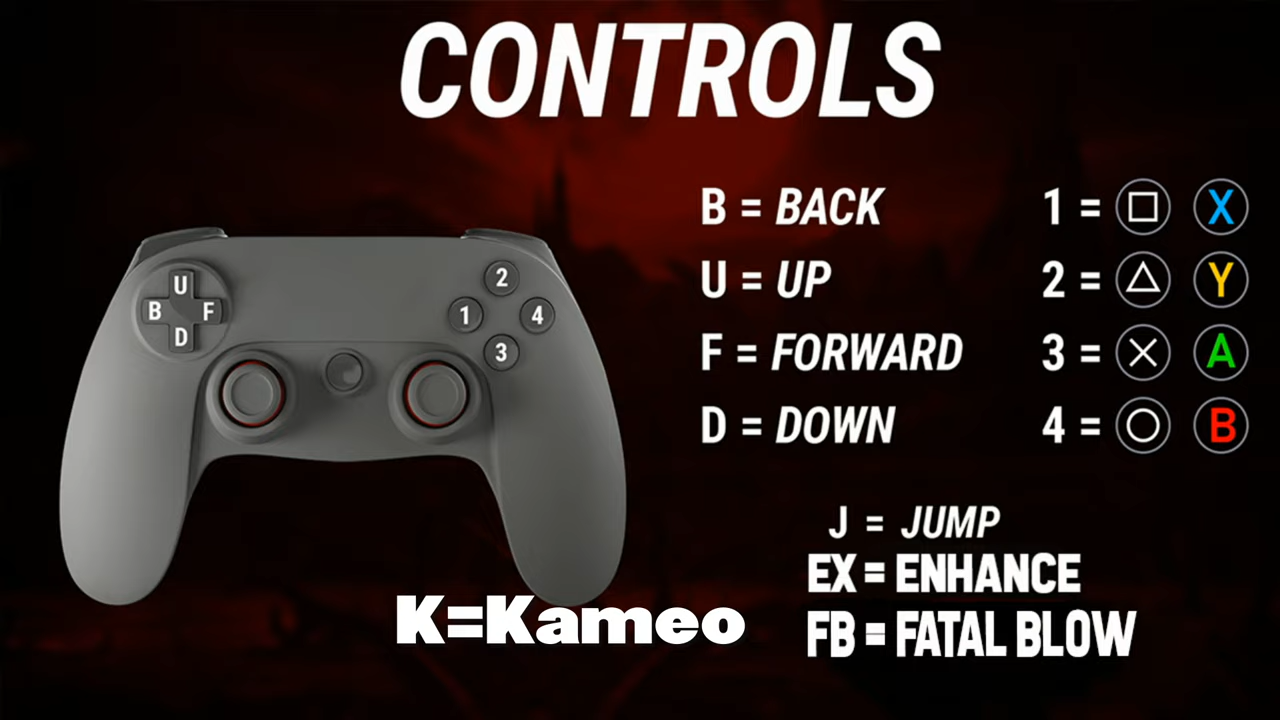 CONTROLS
B = BACK
U = UP
F = FORWARD
D = DOWN
1 = □ X
2 = △ Y
3 = ✕ A
4 = ○ B
U
B F
D
2
1 4
3
J = JUMP
EX = ENHANCE
FB = FATAL BLOW
K=Kameo